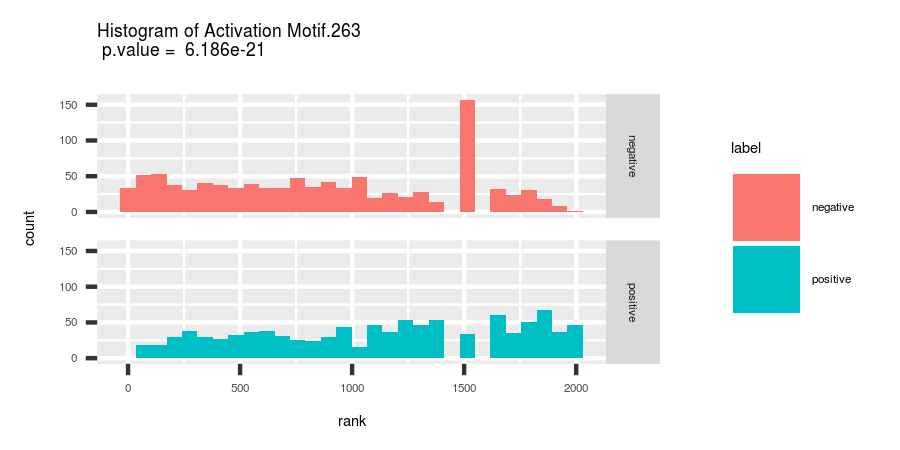 Histogram of Activation Motif.263
p.value =  6.186e-21
150
100
50
0
negative
150
100
50
0
positive
0 500 1000 1500 2000
rank
count
label
negative
positive